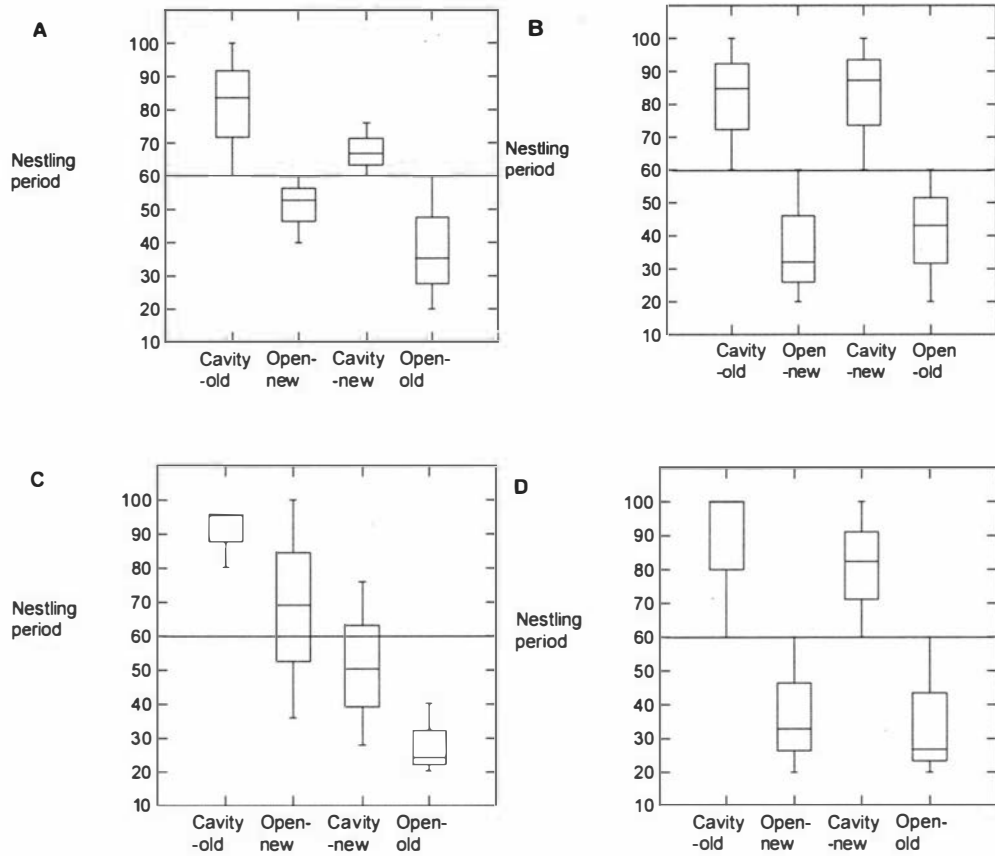 A
100
90
80
70
60
50
40
30
20
10
Nestling
period
Cavity
-old
Open-
new
Cavity
-new
Open-
old
B
100
90
80
70
60
50
40
30
20
10
Nestling
period
Cavity
-old
Open
-new
Cavity
-new
Open
-old
C
100
90
80
70
60
50
40
30
20
10
Nestling
period
Cavity
-old
Open-
new
Cavity
-new
Open-
old
D
100
90
80
70
60
50
40
30
20
10
Nestling
period
Cavity
-old
Open-
new
Cavity
-new
Open-
old